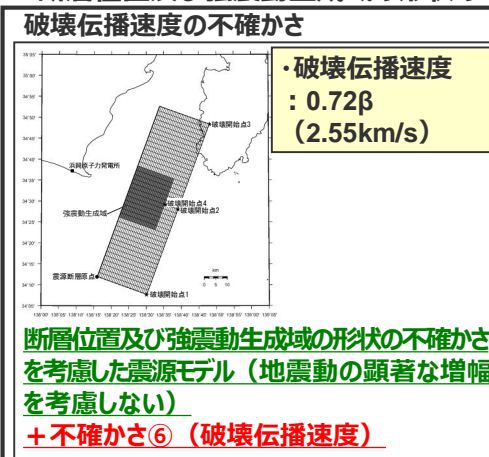 破壊伝播速度の不確かさ
・破壊伝播速度
：0.72β
（2.55km/s）
浜岡原子力発電所
破壊開始点3
破壊開始点4
破壊開始点2
強震動生成域
震源断層原点
破壊開始点1
km
0 5 10
断層位置及び強震動生成域の形状の不確かさ
を考慮した震源モデル（地震動の顕著な増幅
を考慮しない）
＋不確かさ⑥（破壊伝播速度）